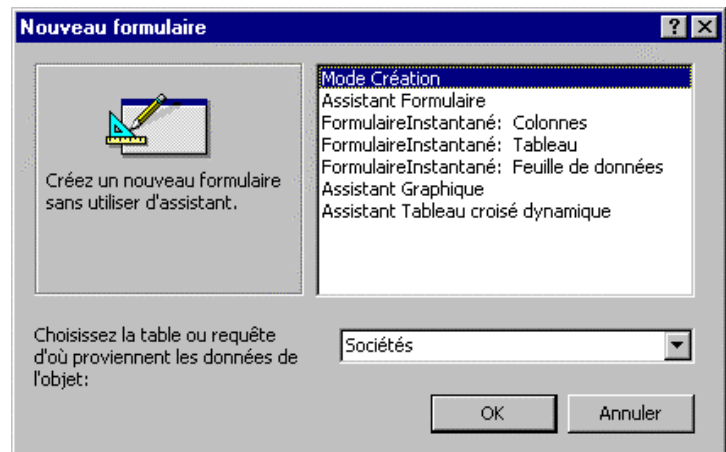 Nouveau formulaire
Créez un nouveau formulaire
sans utiliser d'assistant.
Mode Création
Assistant Formulaire
FormulaireInstantané: Colonnes
FormulaireInstantané: Tableau
FormulaireInstantané: Feuille de données
Assistant Graphique
Assistant Tableau croisé dynamique
Choisissez la table ou requête
d'où proviennent les données de
l'objet:
Sociétés
OK
Annuler